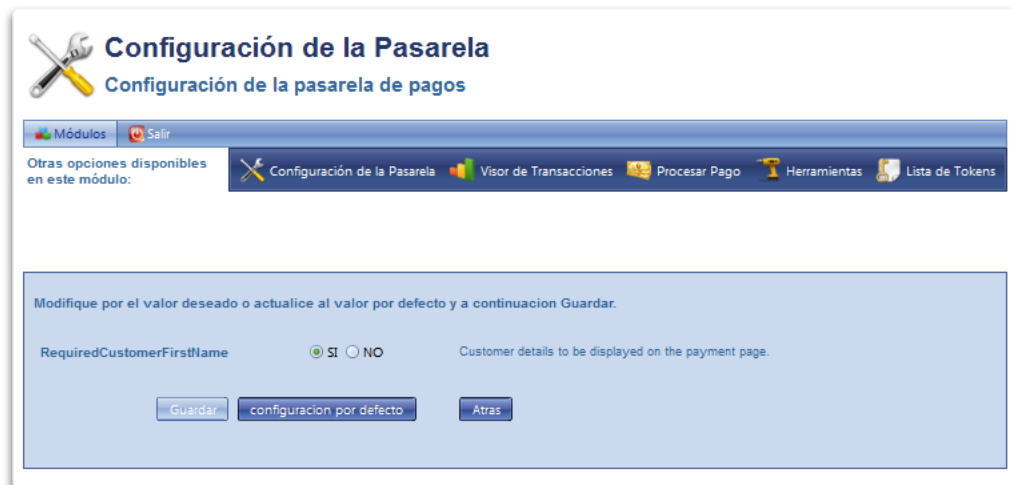 Configuración de la Pasarela
Configuración de la pasarela de pagos
Módulos Salir
Otras opciones disponibles
en este módulo:
Configuración de la Pasarela Visor de Transacciones Procesar Pago Herramientas Lista de Tokens
Modifique por el valor deseado o actualice al valor por defecto y a continuacion Guardar.
RequiredCustomerFirstName SI NO Customer details to be displayed on the payment page.
Guardar configuracion por defecto Atras